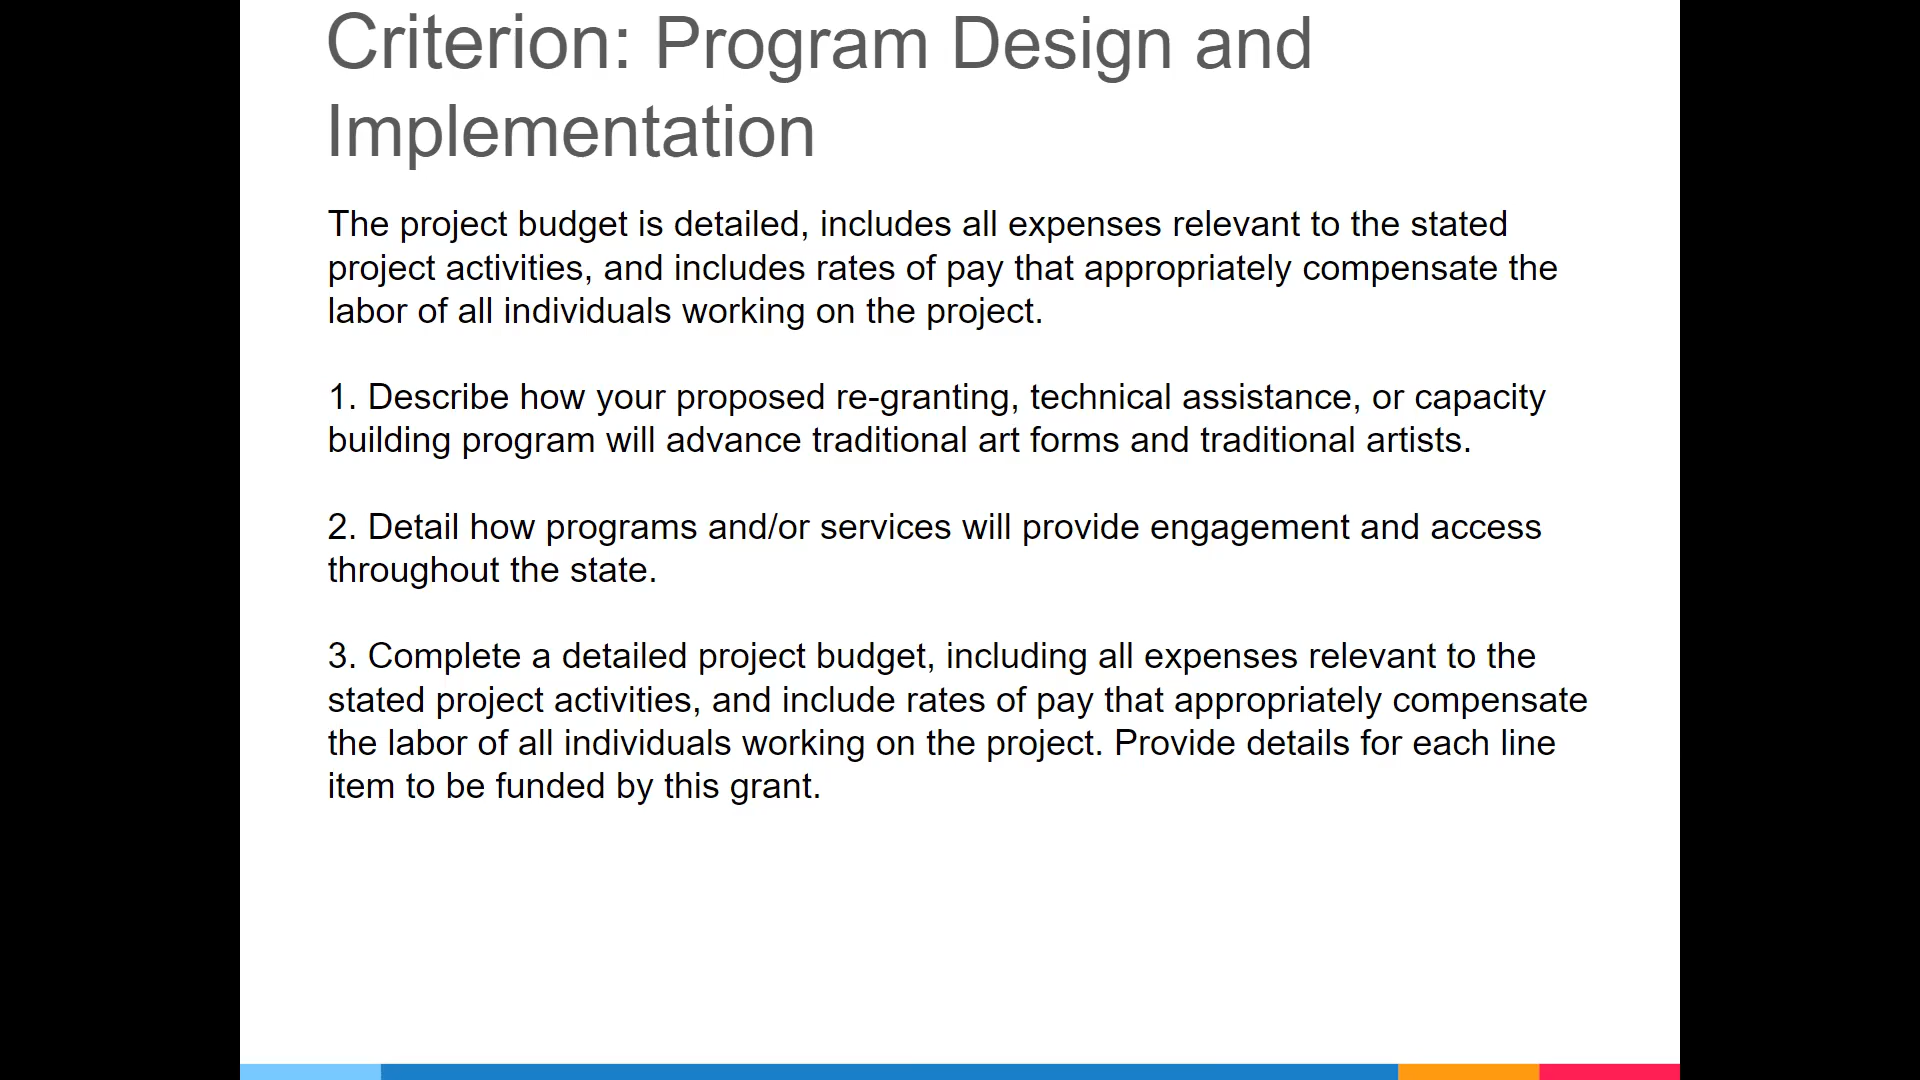 Criterion: Program Design and
Implementation
The project budget is detailed, includes all expenses relevant to the stated
project activities, and includes rates of pay that appropriately compensate the
labor of all individuals working on the project.
1. Describe how your proposed re-granting, technical assistance, or capacity
building program will advance traditional art forms and traditional artists.
2. Detail how programs and/or services will provide engagement and access
throughout the state.
3. Complete a detailed project budget, including all expenses relevant to the
stated project activities, and include rates of pay that appropriately compensate
the labor of all individuals working on the project. Provide details for each line
item to be funded by this grant.